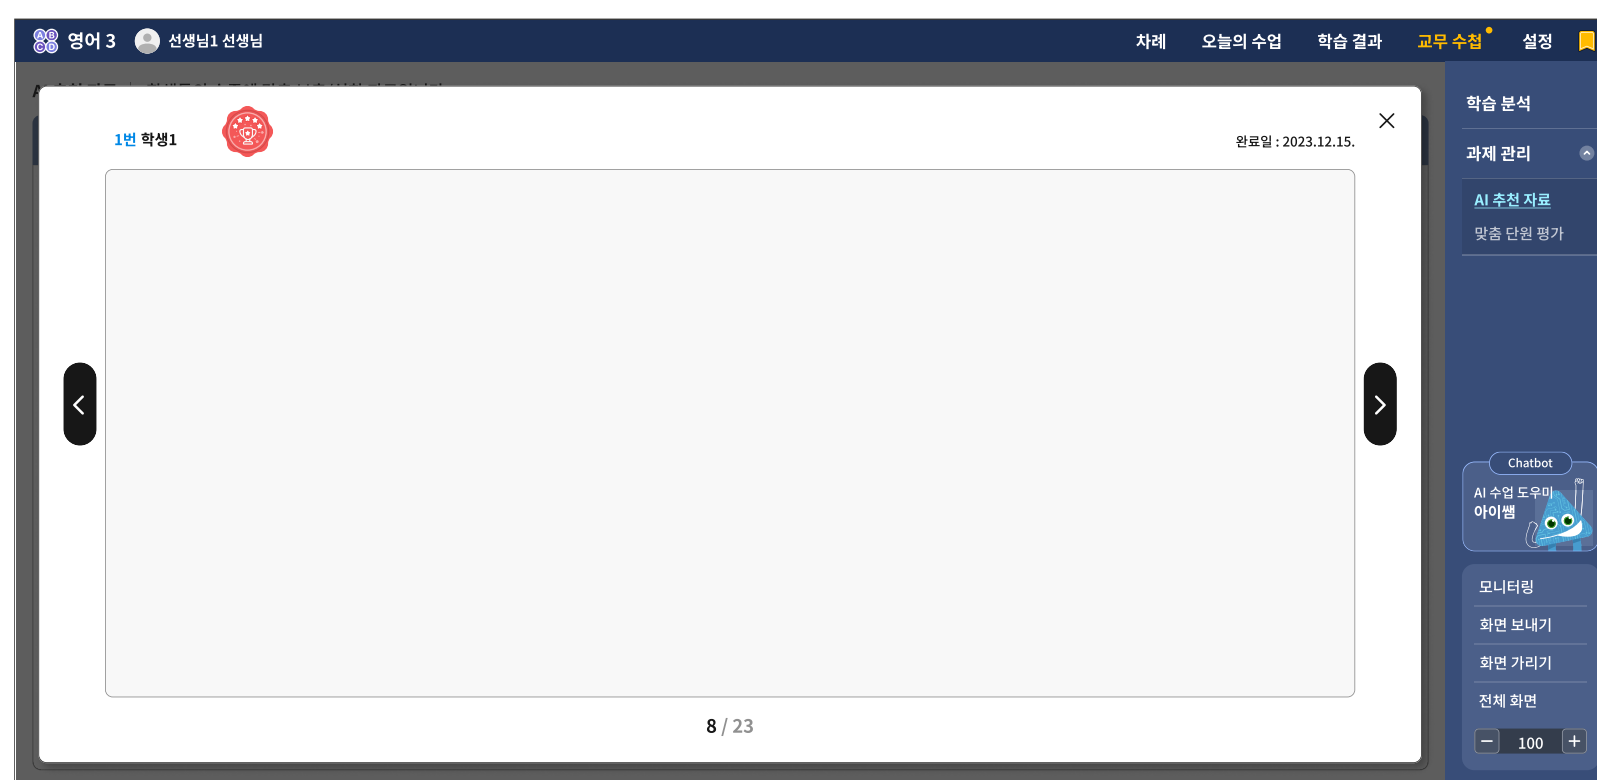 영어 3
선생님1 선생님
차례
오늘의 수업
학습 결과
교무 수첩
설정
1번 학생1
완료일 : 2023.12.15.
8 / 23
학습 분석
과제 관리
AI 추천 자료
맞춤 단원 평가
Chatbot
AI 수업 도우미
아이쌤
모니터링
화면 보내기
화면 가리기
전체 화면
100